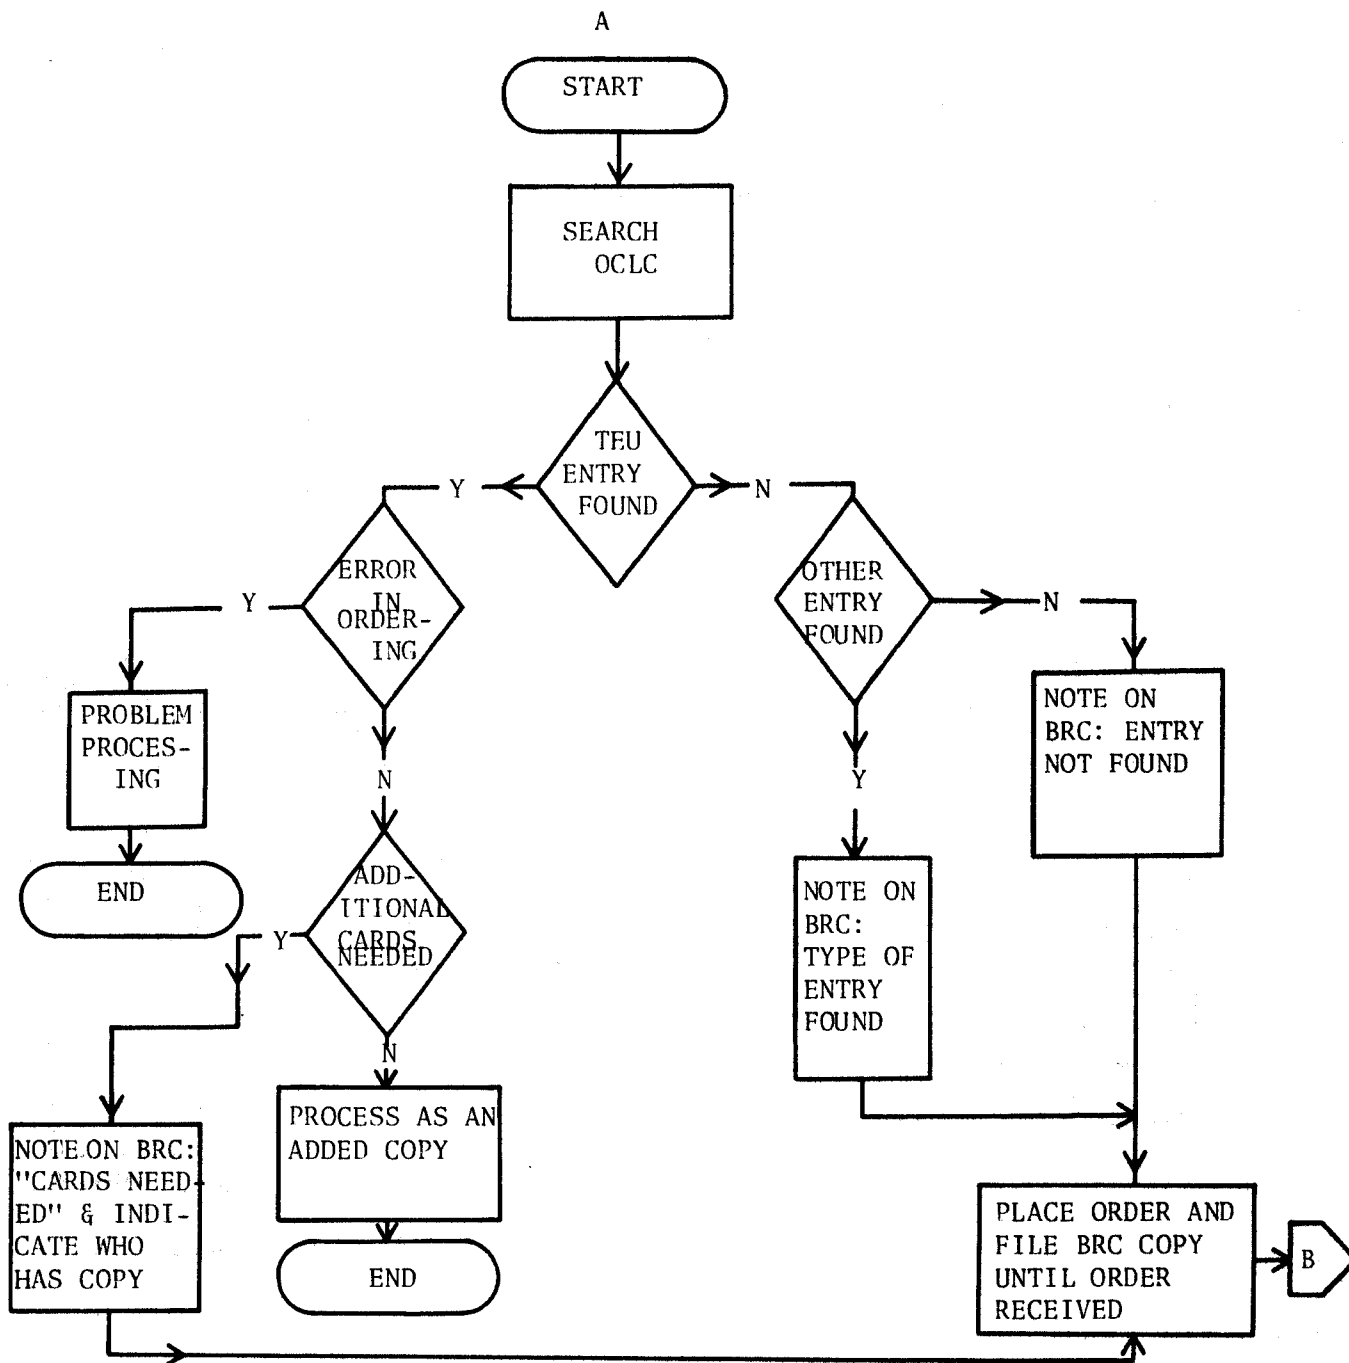 A
START
SEARCH
OCLC
TEU
ENTRY
FOUND
Y
N
ERROR
IN
ORDER-
ING
OTHER
ENTRY
FOUND
Y
N
PROBLEM
PROCES-
ING
N
Y
NOTE ON
BRC: ENTRY
NOT FOUND
END
ADD-
ITIONAL
CARDS
NEEDED
Y
NOTE ON
BRC:
TYPE OF
ENTRY
FOUND
N
NOTE ON BRC:
"CARDS NEED-
ED" & INDI-
CATE WHO
HAS COPY
PROCESS AS AN
ADDED COPY
END
PLACE ORDER AND
FILE BRC COPY
UNTIL ORDER
RECEIVED
B